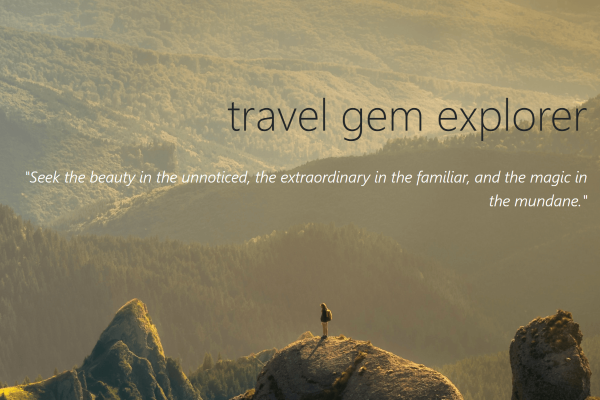 travel gem explorer
"Seek the beauty in the unnoticed, the extraordinary in the familiar, and the magic in
the mundane."